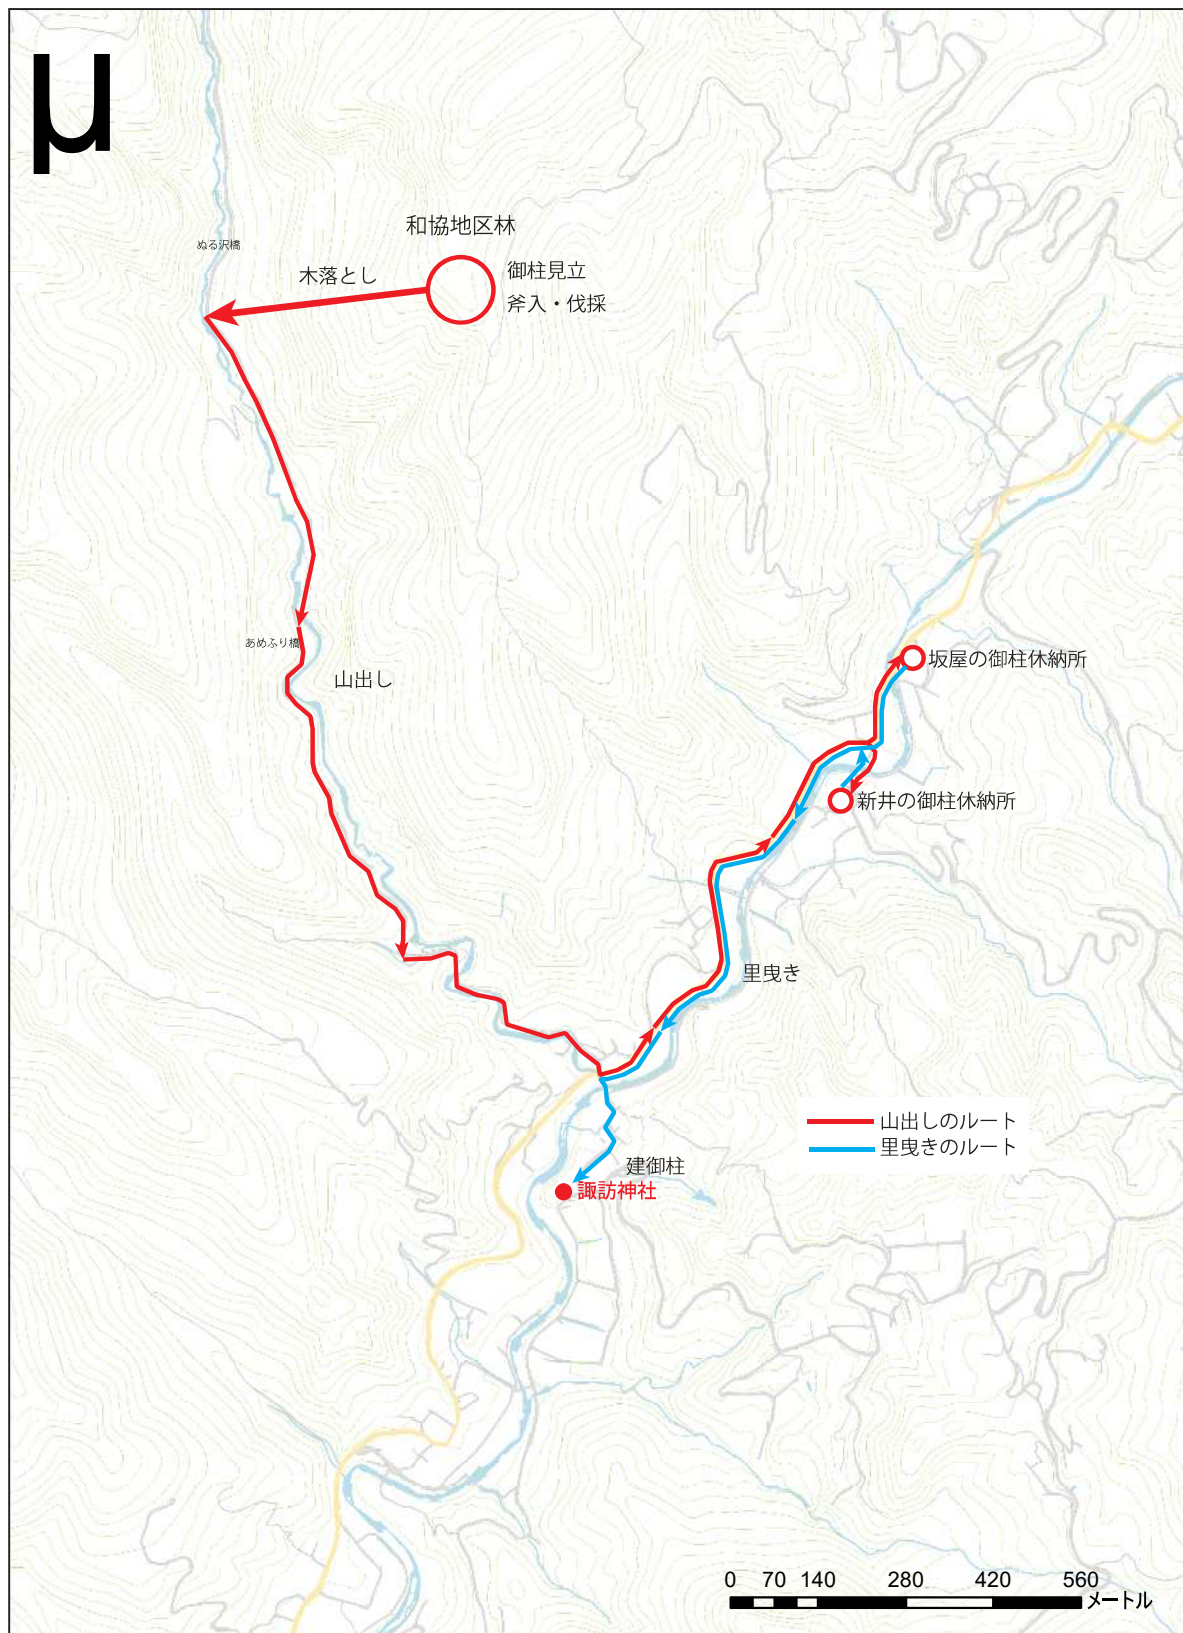 μ
和協地区林
ぬる沢橋
木落とし
御柱見立
斧入・伐採
あめふり橋
山出し
坂屋の御柱休納所
新井の御柱休納所
里曳き
山出しのルート
里曳きのルート
建御柱
諏訪神社
0 70 140 280 420 560
メートル